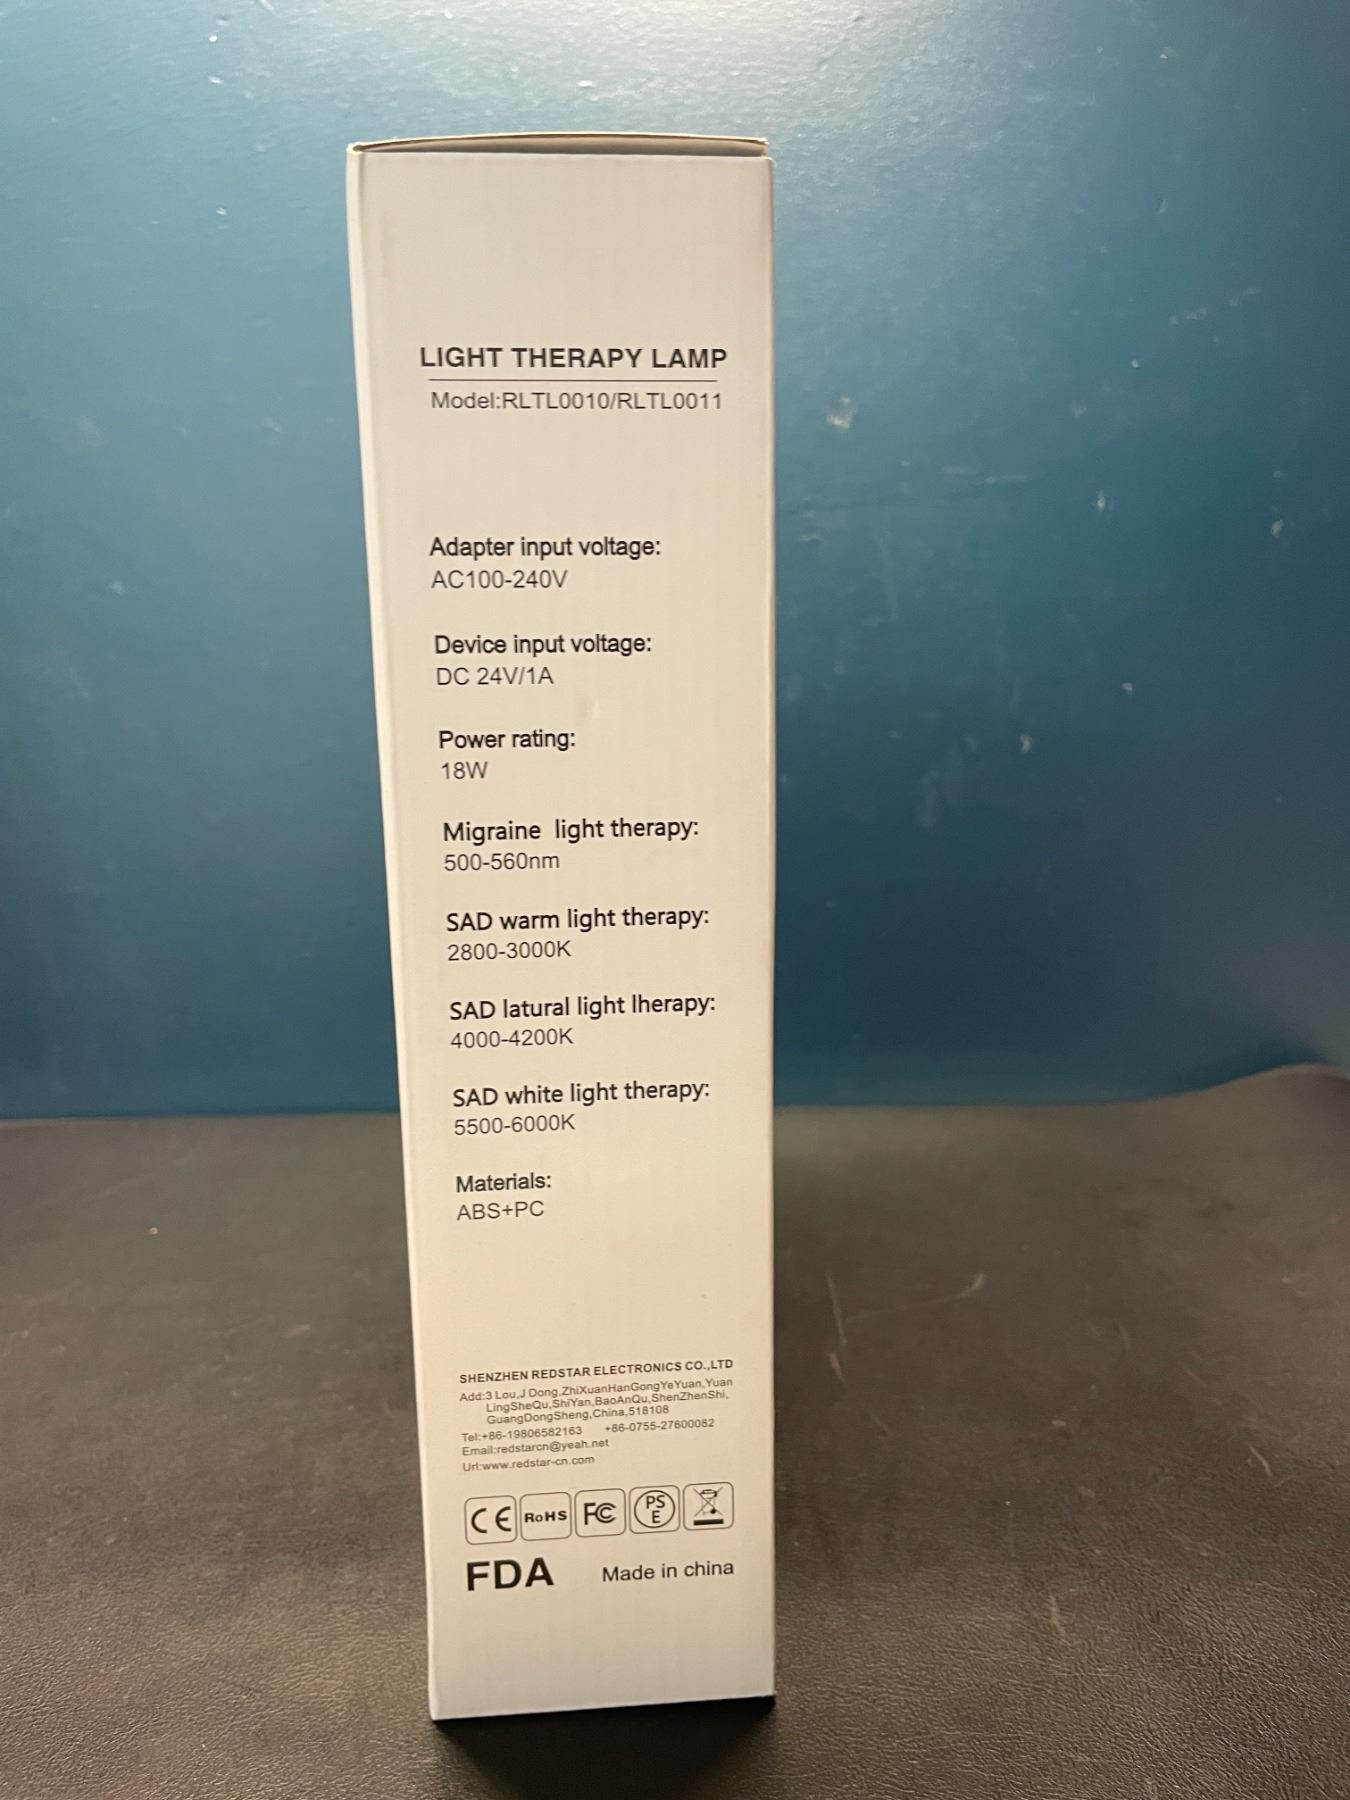 LIGHT THERAPY LAMP
Model:RLTL0010/RLTL0011
Adapter input voltage:
AC100-240V
Device input voltage:
DC 24V/1A
Power rating:
18W
Migraine light therapy:
500-560nm
SAD warm light therapy:
2800-3000K
SAD latural light lherapy:
4000-4200K
SAD white light therapy:
5500-6000K
Materials:
ABS+PC
SHENZHEN REDSTAR ELECTRONICS CO.,LTD
Add:3 Lou,J Dong,ZhiXuanHanGongYeYuan,Yuan
LingSheQu,ShiYan,BaoAnQu,ShenZhenShi,
GuangDongSheng,China,518108
Tel:+86-19806582163 +86-0755-27600082
Email:redstarcn@yeah.net
Url:www.redstar-cn.com
CE RoHS FC PS E
FDA Made in china